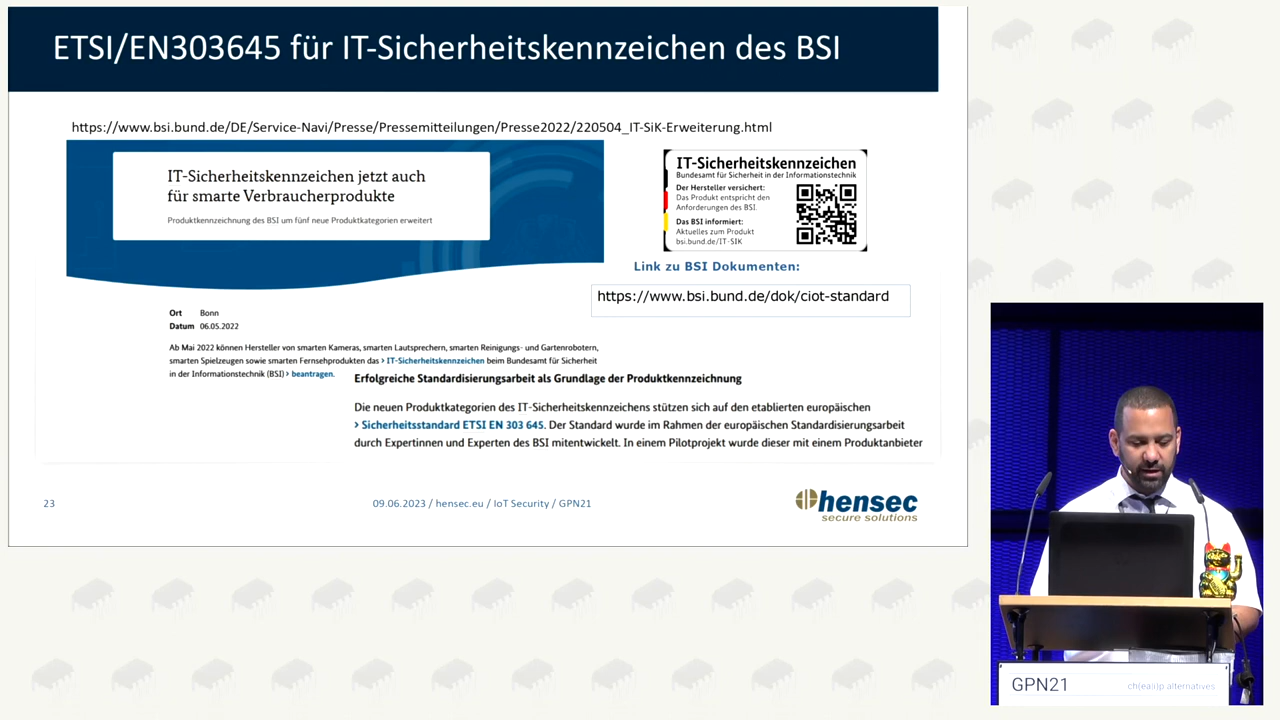 ETSI/EN303645 für IT-Sicherheitskennzeichen des BSI
https://www.bsi.bund.de/DE/Service-Navi/Presse/Pressemitteilungen/Presse2022/220504_IT-SiK-Erweiterung.html
IT-Sicherheitskennzeichen jetzt auch
für smarte Verbraucherprodukte
Produktkennzeichnung des BSI um fünf neue Produktkategorien erweitert
IT-Sicherheitskennzeichen
Bundesamt für Sicherheit in der Informationstechnik
Der Hersteller versichert:
Das Produkt entspricht den
Anforderungen des BSI.
Das BSI informiert:
Aktuelles zum Produkt
bsi.bund.de/IT-SIK
Link zu BSI Dokumenten:
https://www.bsi.bund.de/dok/ciot-standard
Ort Bonn
Datum 06.05.2022
Ab Mai 2022 können Hersteller von smarten Kameras, smarten Lautsprechern, smarten Reinigungs- und Gartenrobotern,
smarten Spielzeugen sowie smarten Fernsehprodukten das > IT-Sicherheitskennzeichen beim Bundesamt für Sicherheit
in der Informationstechnik (BSI) > beantragen.
Erfolgreiche Standardisierungsarbeit als Grundlage der Produktkennzeichnung
Die neuen Produktkategorien des IT-Sicherheitskennzeichens stützen sich auf den etablierten europäischen
> Sicherheitsstandard ETSI EN 303 645. Der Standard wurde im Rahmen der europäischen Standardisierungsarbeit
durch Expertinnen und Experten des BSI mitentwickelt. In einem Pilotprojekt wurde dieser mit einem Produktanbieter
23
09.06.2023 / hensec.eu / IoT Security / GPN21
hensec
secure solutions
GPN21
ch(eas)p alternatives